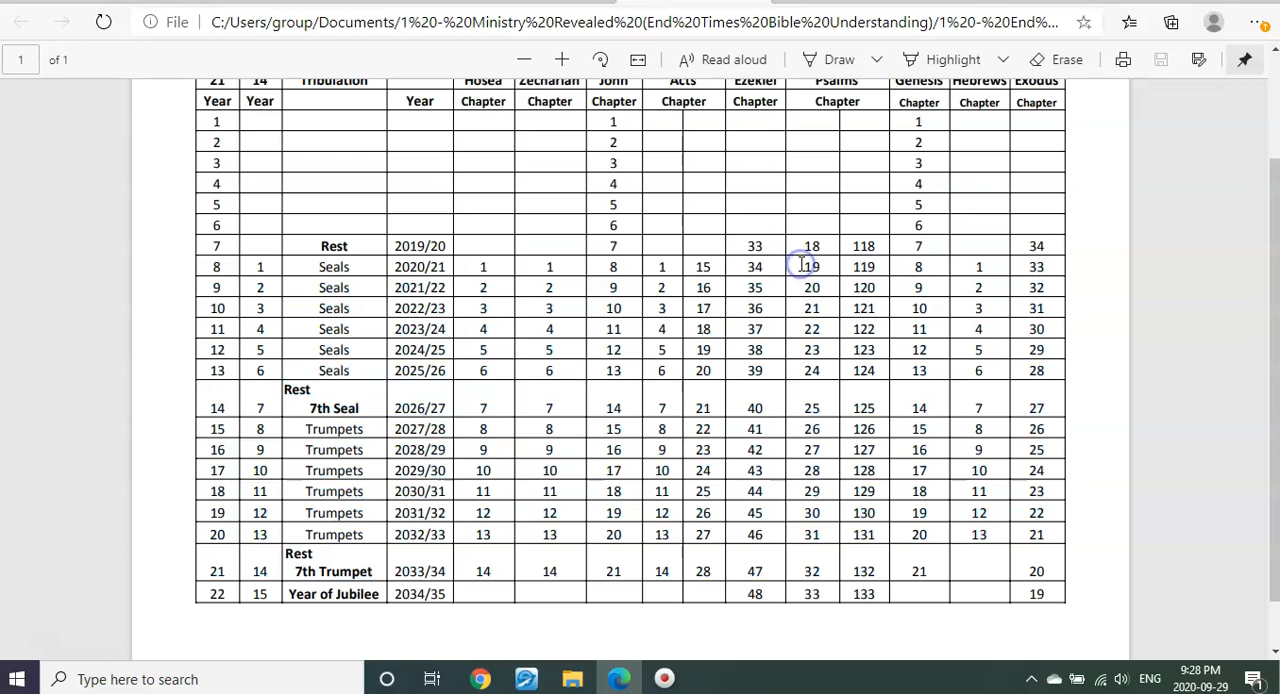 File C:/Users/group/Documents/1%20-%20Ministry%20Revealed%20(End%20Times%20Bible%20Understanding)/1%20-%20End%...
1 of 1 Read aloud Draw Highlight Erase
21 14 Tribulation Hosea Zechariah John Acts Ezekiel Psalms Genesis Hebrews Exodus
Year Year Year Chapter Chapter Chapter Chapter Chapter Chapter Chapter Chapter Chapter
1 1 1
2 2 2
3 3 3
4 4 4
5 5 5
6 6 6
7 Rest 2019/20 7 33 18 118 7 34
8 1 Seals 2020/21 1 1 8 1 15 34 19 119 8 1 33
9 2 Seals 2021/22 2 2 9 2 16 35 20 120 9 2 32
10 3 Seals 2022/23 3 3 10 3 17 36 21 121 10 3 31
11 4 Seals 2023/24 4 4 11 4 18 37 22 122 11 4 30
12 5 Seals 2024/25 5 5 12 5 19 38 23 123 12 5 29
13 6 Seals 2025/26 6 6 13 6 20 39 24 124 13 6 28
Rest
14 7 7th Seal 2026/27 7 7 14 7 21 40 25 125 14 7 27
15 8 Trumpets 2027/28 8 8 15 8 22 41 26 126 15 8 26
16 9 Trumpets 2028/29 9 9 16 9 23 42 27 127 16 9 25
17 10 Trumpets 2029/30 10 10 17 10 24 43 28 128 17 10 24
18 11 Trumpets 2030/31 11 11 18 11 25 44 29 129 18 11 23
19 12 Trumpets 2031/32 12 12 19 12 26 45 30 130 19 12 22
20 13 Trumpets 2032/33 13 13 20 13 27 46 31 131 20 13 21
Rest
21 14 7th Trumpet 2033/34 14 14 21 14 28 47 32 132 21 20
22 15 Year of Jubilee 2034/35 48 33 133 19
Type here to search ENG 9:28 PM
2020-09-29